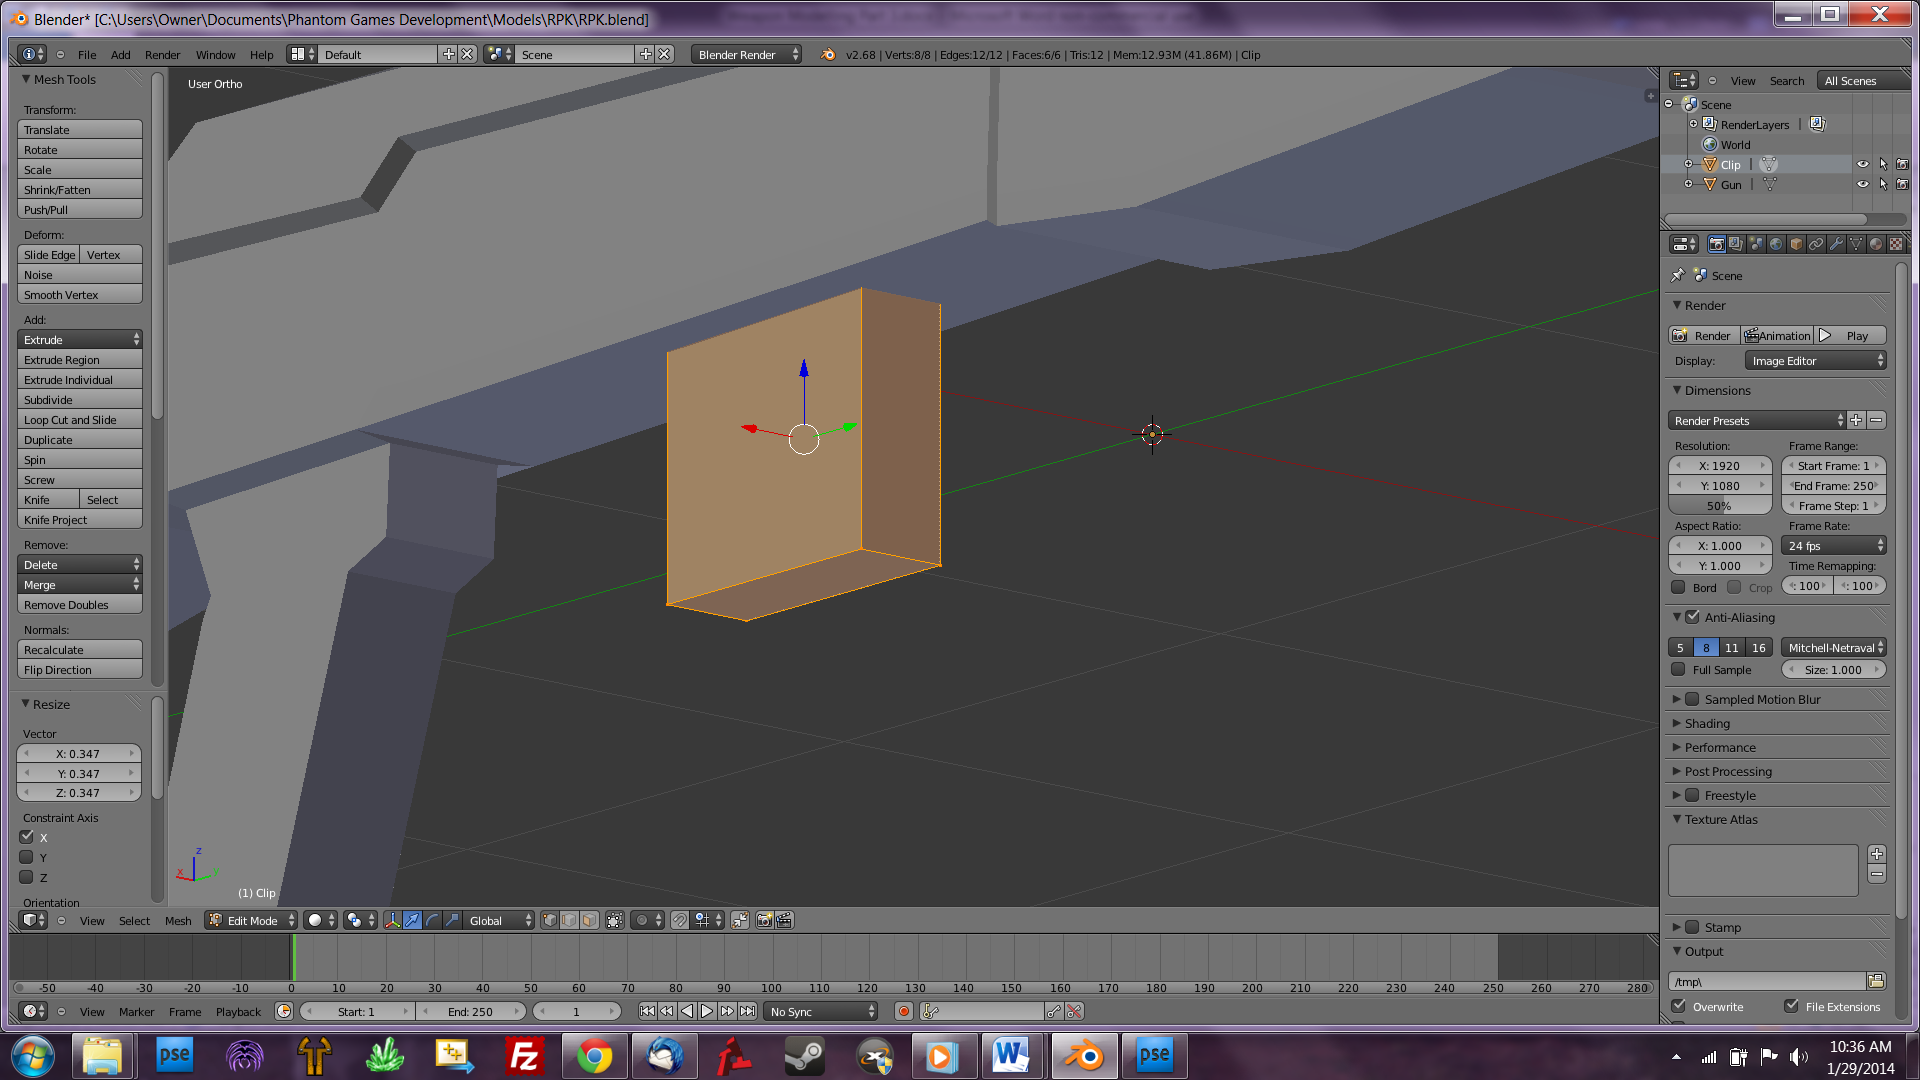 Blender* [C:\Users\Owner\Documents\Phantom Games Development\Models\RPK\RPK.blend]
File Add Render Window Help Default Scene Blender Render v2.68 | Verts:8/8 | Edges:12/12 | Faces:6/6 | Tris:12 | Mem:12.93M (41.86M) | Clip
Mesh Tools
Transform:
Translate
Rotate
Scale
Shrink/Fatten
Push/Pull
Deform:
Slide Edge Vertex
Noise
Smooth Vertex
Add:
Extrude
Extrude Region
Extrude Individual
Subdivide
Loop Cut and Slide
Duplicate
Spin
Screw
Knife Select
Knife Project
Remove:
Delete
Merge
Remove Doubles
Normals:
Recalculate
Flip Direction
Resize
Vector
X: 0.347
Y: 0.347
Z: 0.347
Constraint Axis
X
Y
Z
Orientation
User Ortho
z
x
(1) Clip
View Select Mesh Edit Mode Global
View Search All Scenes
Scene
RenderLayers |
World
Clip |
Gun |
Scene
Render
Render Animation Play
Display: Image Editor
Dimensions
Render Presets
Resolution: Frame Range:
X: 1920 Start Frame: 1
Y: 1080 End Frame: 250
50% Frame Step: 1
Aspect Ratio: Frame Rate:
X: 1.000 24 fps
Y: 1.000 Time Remapping:
Bord Crop : 100 : 100
Anti-Aliasing
5 8 11 16 Mitchell-Netraval
Full Sample Size: 1.000
Sampled Motion Blur
Shading
Performance
Post Processing
Freestyle
Texture Atlas
Stamp
Output
/tmp\
Overwrite File Extensions
-50 -40 -30 -20 -10 0 10 20 30 40 50 60 70 80 90 100 110 120 130 140 150 160 170 180 190 200 210 220 230 240 250 260 270 280
View Marker Frame Playback Start: 1 End: 250 1 No Sync
pse
Fz
W
pse
10:36 AM
1/29/2014